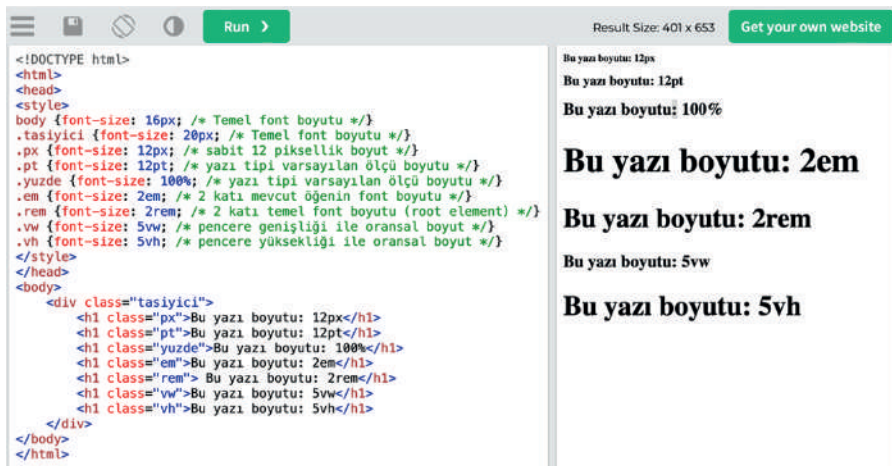 Run ❯
Result Size: 401 x 653
Get your own website
<!DOCTYPE html>
<html>
<head>
<style>
body {font-size: 16px; /* Temel font boyutu */}
.tasiyici {font-size: 20px; /* Temel font boyutu */}
.px {font-size: 12px; /* sabit 12 piksellik boyut */}
.pt {font-size: 12pt; /* yazı tipi varsayılan ölçü boyutu */}
.yuzde {font-size: 100%; /* yazı tipi varsayılan ölçü boyutu */}
.em {font-size: 2em; /* 2 katı mevcut öğenin font boyutu */}
.rem {font-size: 2rem; /* 2 katı temel font boyutu (root element) */}
.vw {font-size: 5vw; /* pencere genişliği ile oransal boyut */}
.vh {font-size: 5vh; /* pencere yüksekliği ile oransal boyut */}
</style>
</head>
<body>
<div class="tasiyici">
<h1 class="px">Bu yazı boyutu: 12px</h1>
<h1 class="pt">Bu yazı boyutu: 12pt</h1>
<h1 class="yuzde">Bu yazı boyutu: 100%</h1>
<h1 class="em">Bu yazı boyutu: 2em</h1>
<h1 class="rem"> Bu yazı boyutu: 2rem</h1>
<h1 class="vw">Bu yazı boyutu: 5vw</h1>
<h1 class="vh">Bu yazı boyutu: 5vh</h1>
</div>
</body>
</html>
Bu yazı boyutu: 12px
Bu yazı boyutu: 12pt
Bu yazı boyutu: 100%
Bu yazı boyutu: 2em
Bu yazı boyutu: 2rem
Bu yazı boyutu: 5vw
Bu yazı boyutu: 5vh